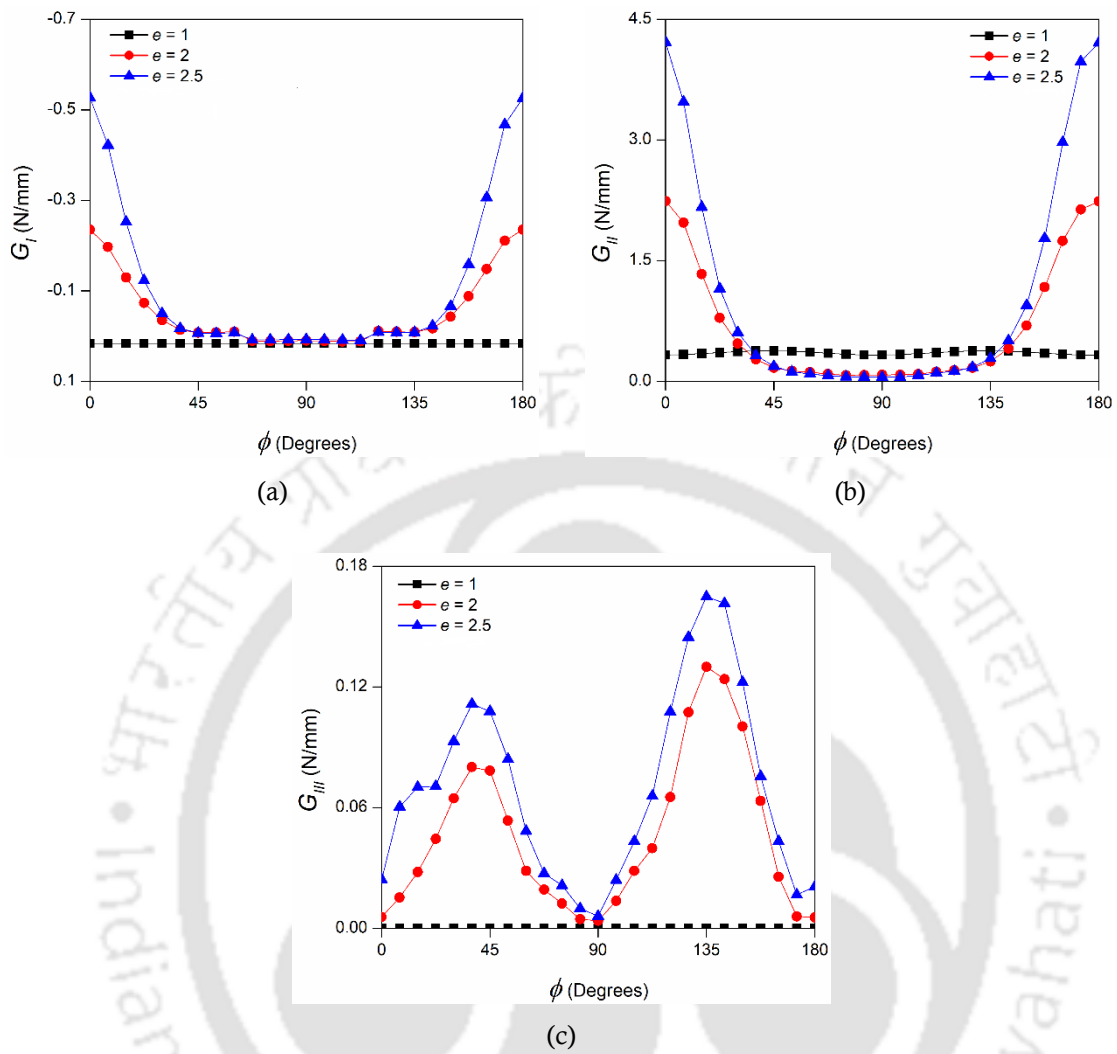 -0.7
-0.5
-0.3
-0.1
0.1
G_I (N/mm)
e = 1
e = 2
e = 2.5
0 45 90 135 180
ϕ (Degrees)
(a)
4.5
3.0
1.5
0.0
G_II (N/mm)
e = 1
e = 2
e = 2.5
0 45 90 135 180
ϕ (Degrees)
(b)
0.18
0.12
0.06
0.00
G_III (N/mm)
e = 1
e = 2
e = 2.5
0 45 90 135 180
ϕ (Degrees)
(c)
Indian
wahati